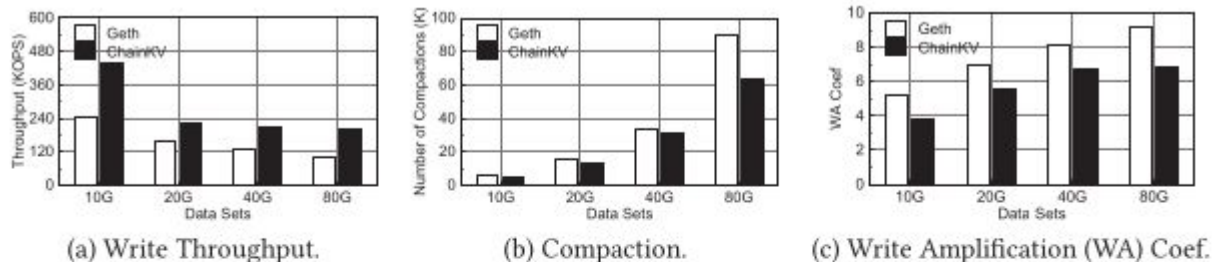 600
480
360
240
120
0
Throughput (KOPS)
Geth
ChainKV
10G 20G 40G 80G
Data Sets
(a) Write Throughput.
100
80
60
40
20
0
Number of Compactions (K)
Geth
ChainKV
10G 20G 40G 80G
Data Sets
(b) Compaction.
10
8
6
4
2
0
WA Coef
Geth
ChainKV
10G 20G 40G 80G
Data Sets
(c) Write Amplification (WA) Coef.